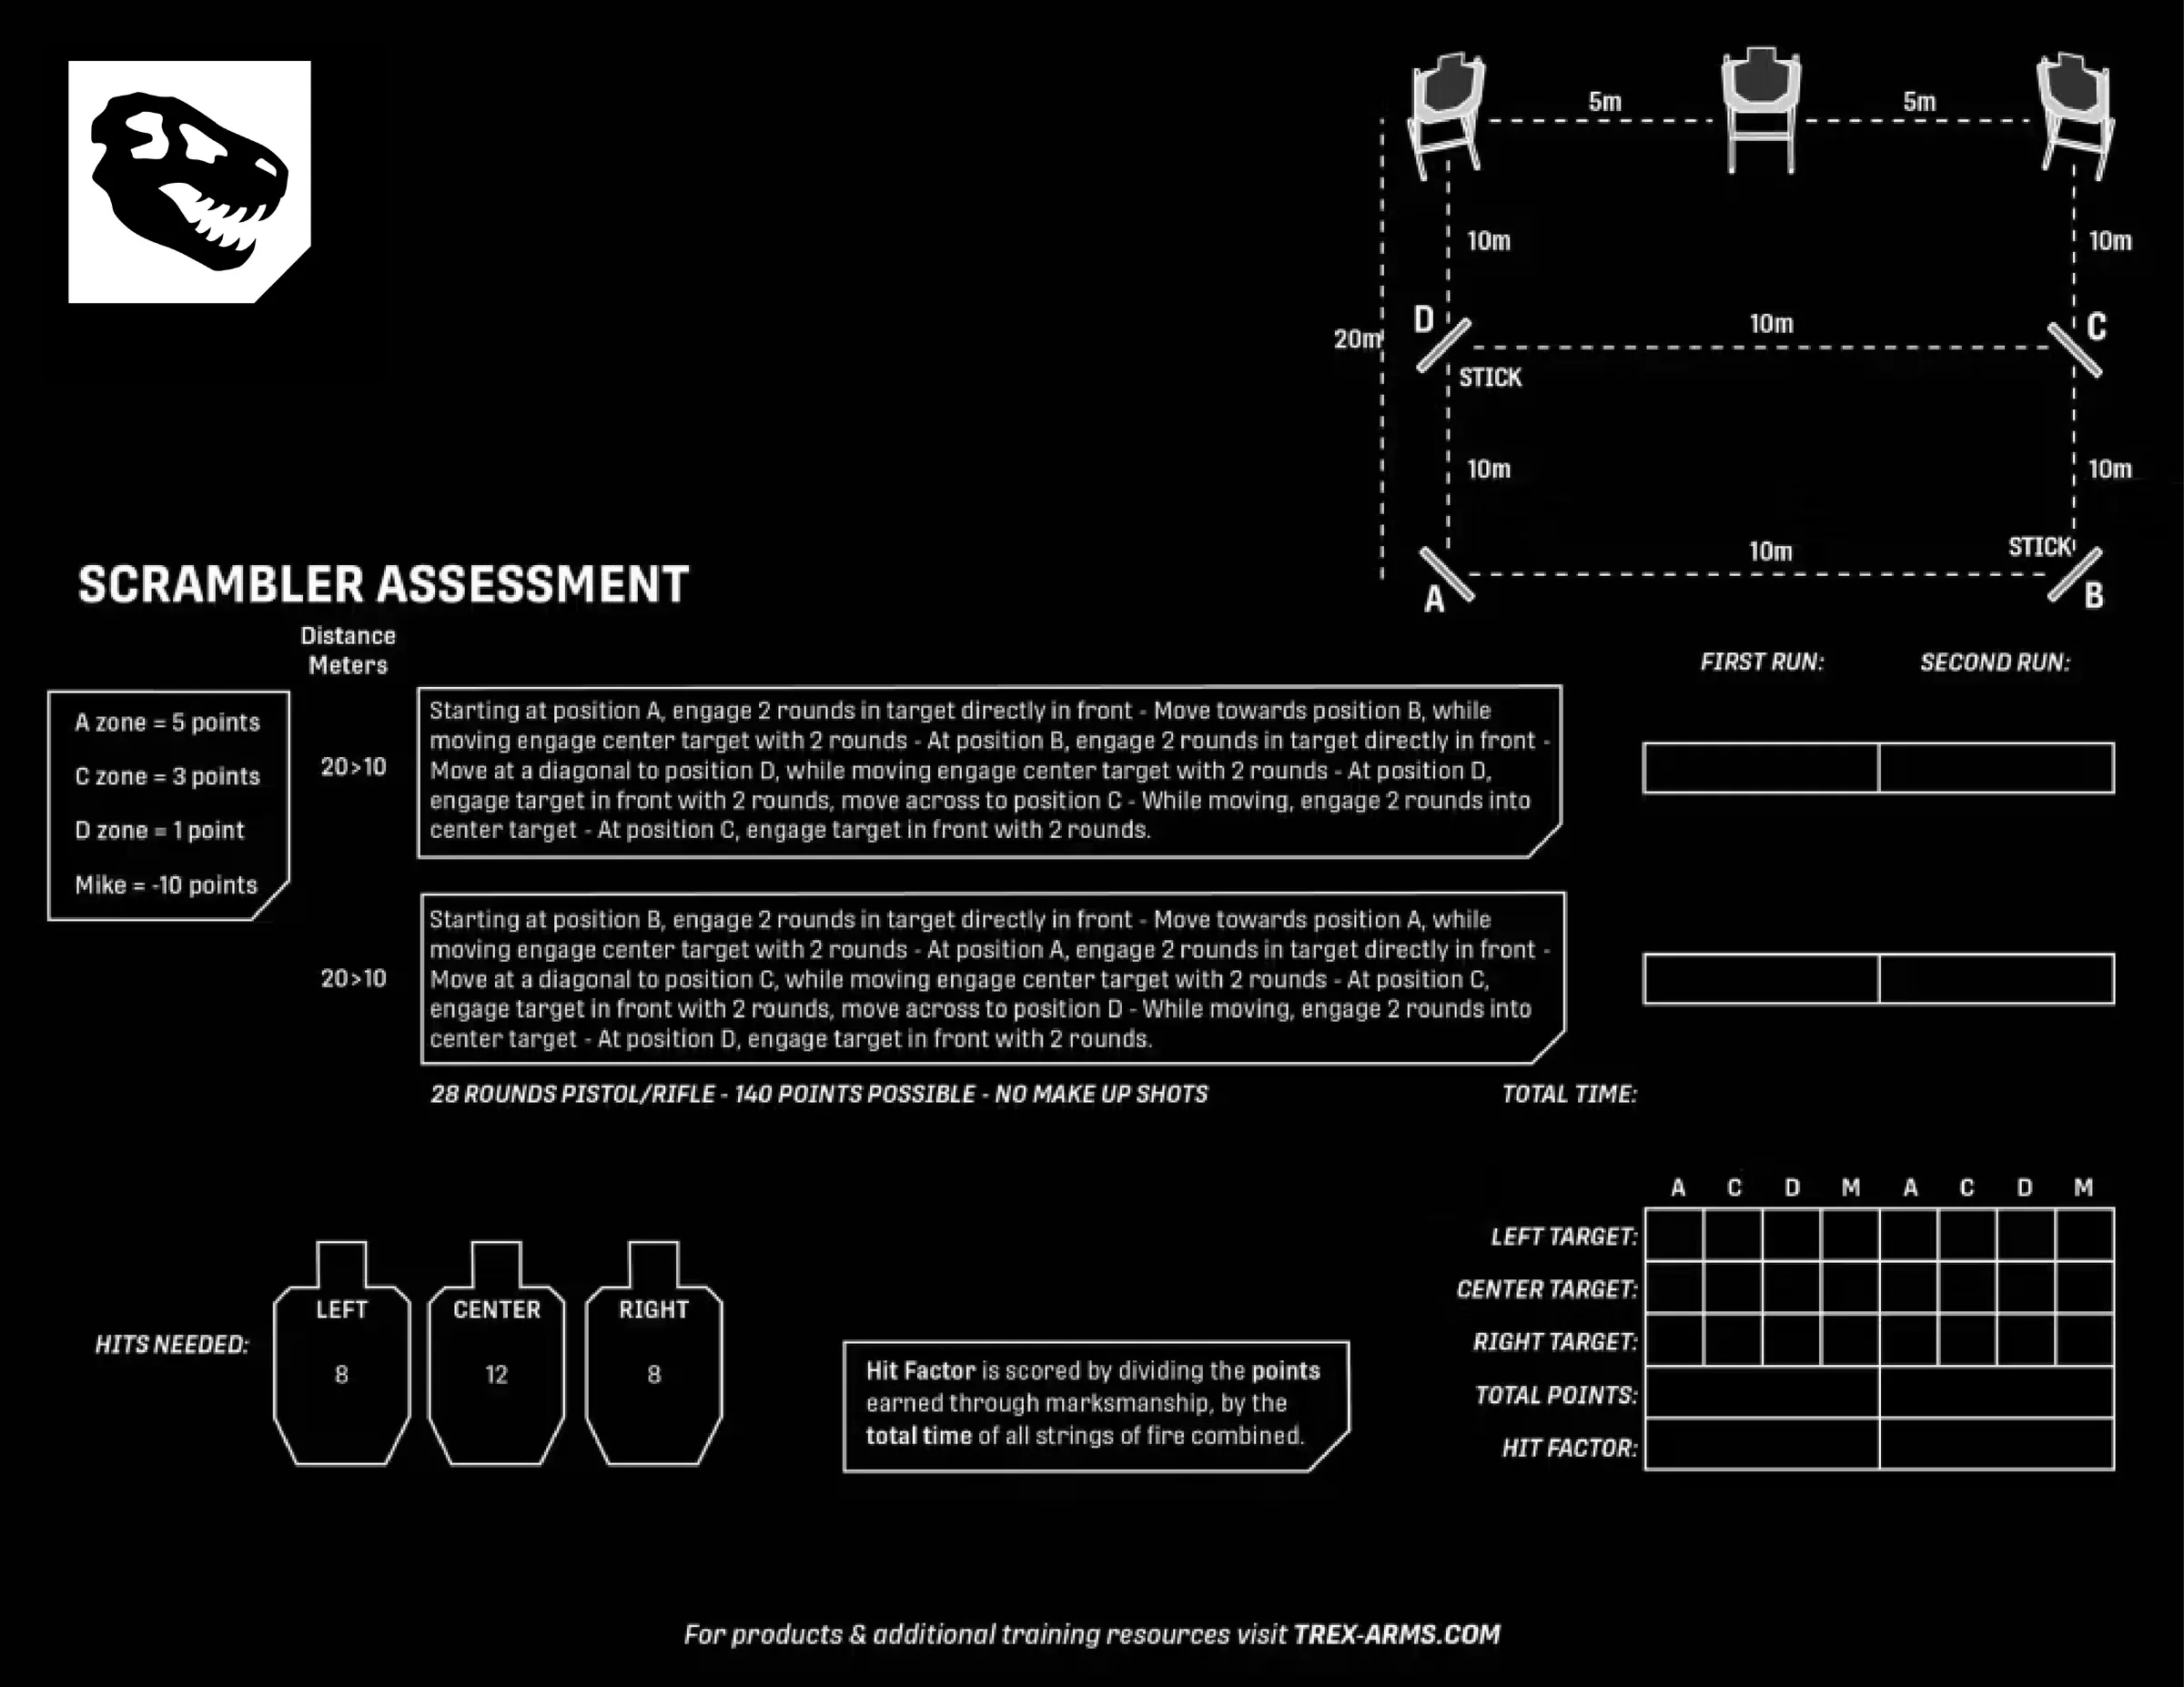 5m 5m
10m 10m
D 10m C
20m
STICK
10m 10m
10m STICK
A B
SCRAMBLER ASSESSMENT
Distance
Meters
FIRST RUN: SECOND RUN:
A zone = 5 points
C zone = 3 points
D zone = 1 point
Mike = -10 points
20>10
Starting at position A, engage 2 rounds in target directly in front - Move towards position B, while
moving engage center target with 2 rounds - At position B, engage 2 rounds in target directly in front -
Move at a diagonal to position D, while moving engage center target with 2 rounds - At position D,
engage target in front with 2 rounds, move across to position C - While moving, engage 2 rounds into
center target - At position C, engage target in front with 2 rounds.
20>10
Starting at position B, engage 2 rounds in target directly in front - Move towards position A, while
moving engage center target with 2 rounds - At position A, engage 2 rounds in target directly in front -
Move at a diagonal to position C, while moving engage center target with 2 rounds - At position C,
engage target in front with 2 rounds, move across to position D - While moving, engage 2 rounds into
center target - At position D, engage target in front with 2 rounds.
28 ROUNDS PISTOL/RIFLE - 140 POINTS POSSIBLE - NO MAKE UP SHOTS
TOTAL TIME:
A C D M A C D M
LEFT TARGET:
CENTER TARGET:
RIGHT TARGET:
TOTAL POINTS:
HIT FACTOR:
HITS NEEDED:
LEFT CENTER RIGHT
8 12 8
Hit Factor is scored by dividing the points
earned through marksmanship, by the
total time of all strings of fire combined.
For products & additional training resources visit TREX-ARMS.COM